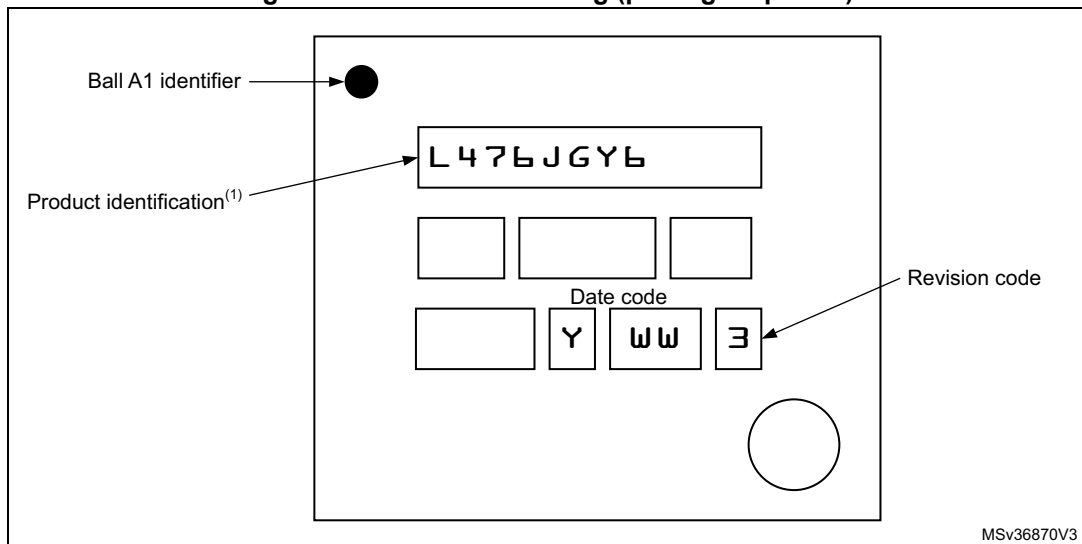 Ball A1 identifier
L476JGY6
Product identification(1)
Revision code
Date code
Y WW 3
MSv36870V3